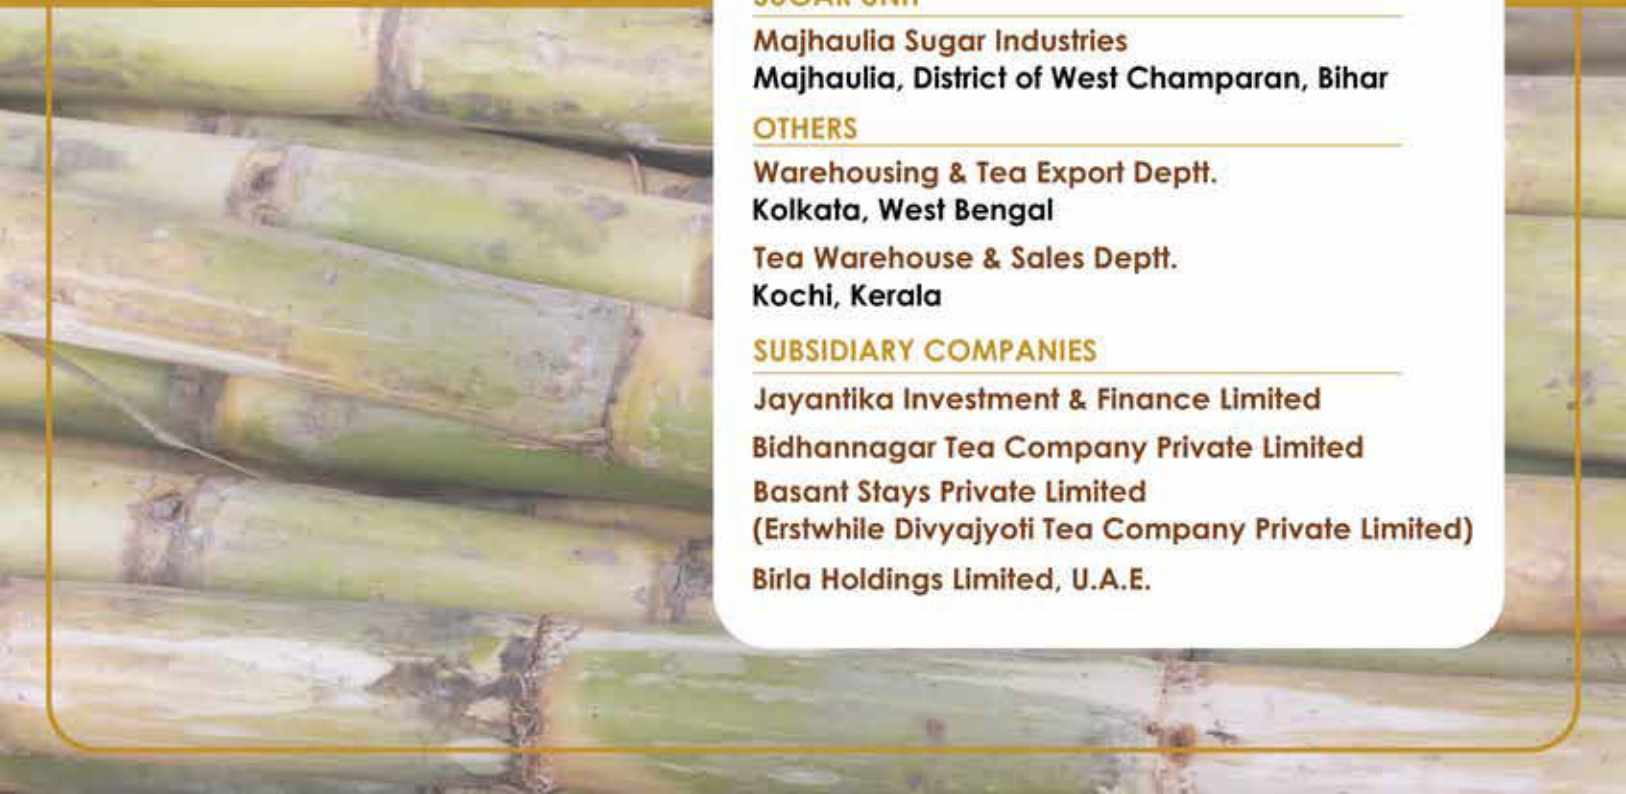 SUGAR UNIT
Majhaulia Sugar Industries
Majhaulia, District of West Champaran, Bihar
OTHERS
Warehousing & Tea Export Deptt.
Kolkata, West Bengal
Tea Warehouse & Sales Deptt.
Kochi, Kerala
SUBSIDIARY COMPANIES
Jayantika Investment & Finance Limited
Bidhannagar Tea Company Private Limited
Basant Stays Private Limited
(Erstwhile Divyajyoti Tea Company Private Limited)
Birla Holdings Limited, U.A.E.